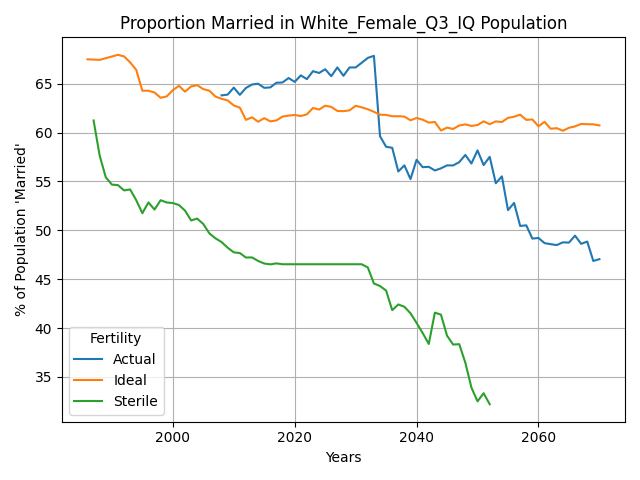 Proportion Married in White_Female_Q3_IQ Population
% of Population 'Married'
65
60
55
50
45
40
35
Fertility
Actual
Ideal
Sterile
2000 2020 2040 2060
Years